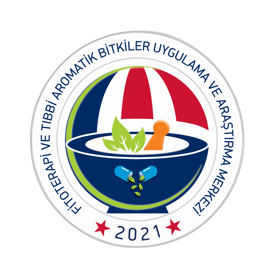 FİTOTERAPİ VE TIBBİ AROMATİK BİTKİLER UYGULAMA VE ARAŞTIRMA MERKEZİ
2021